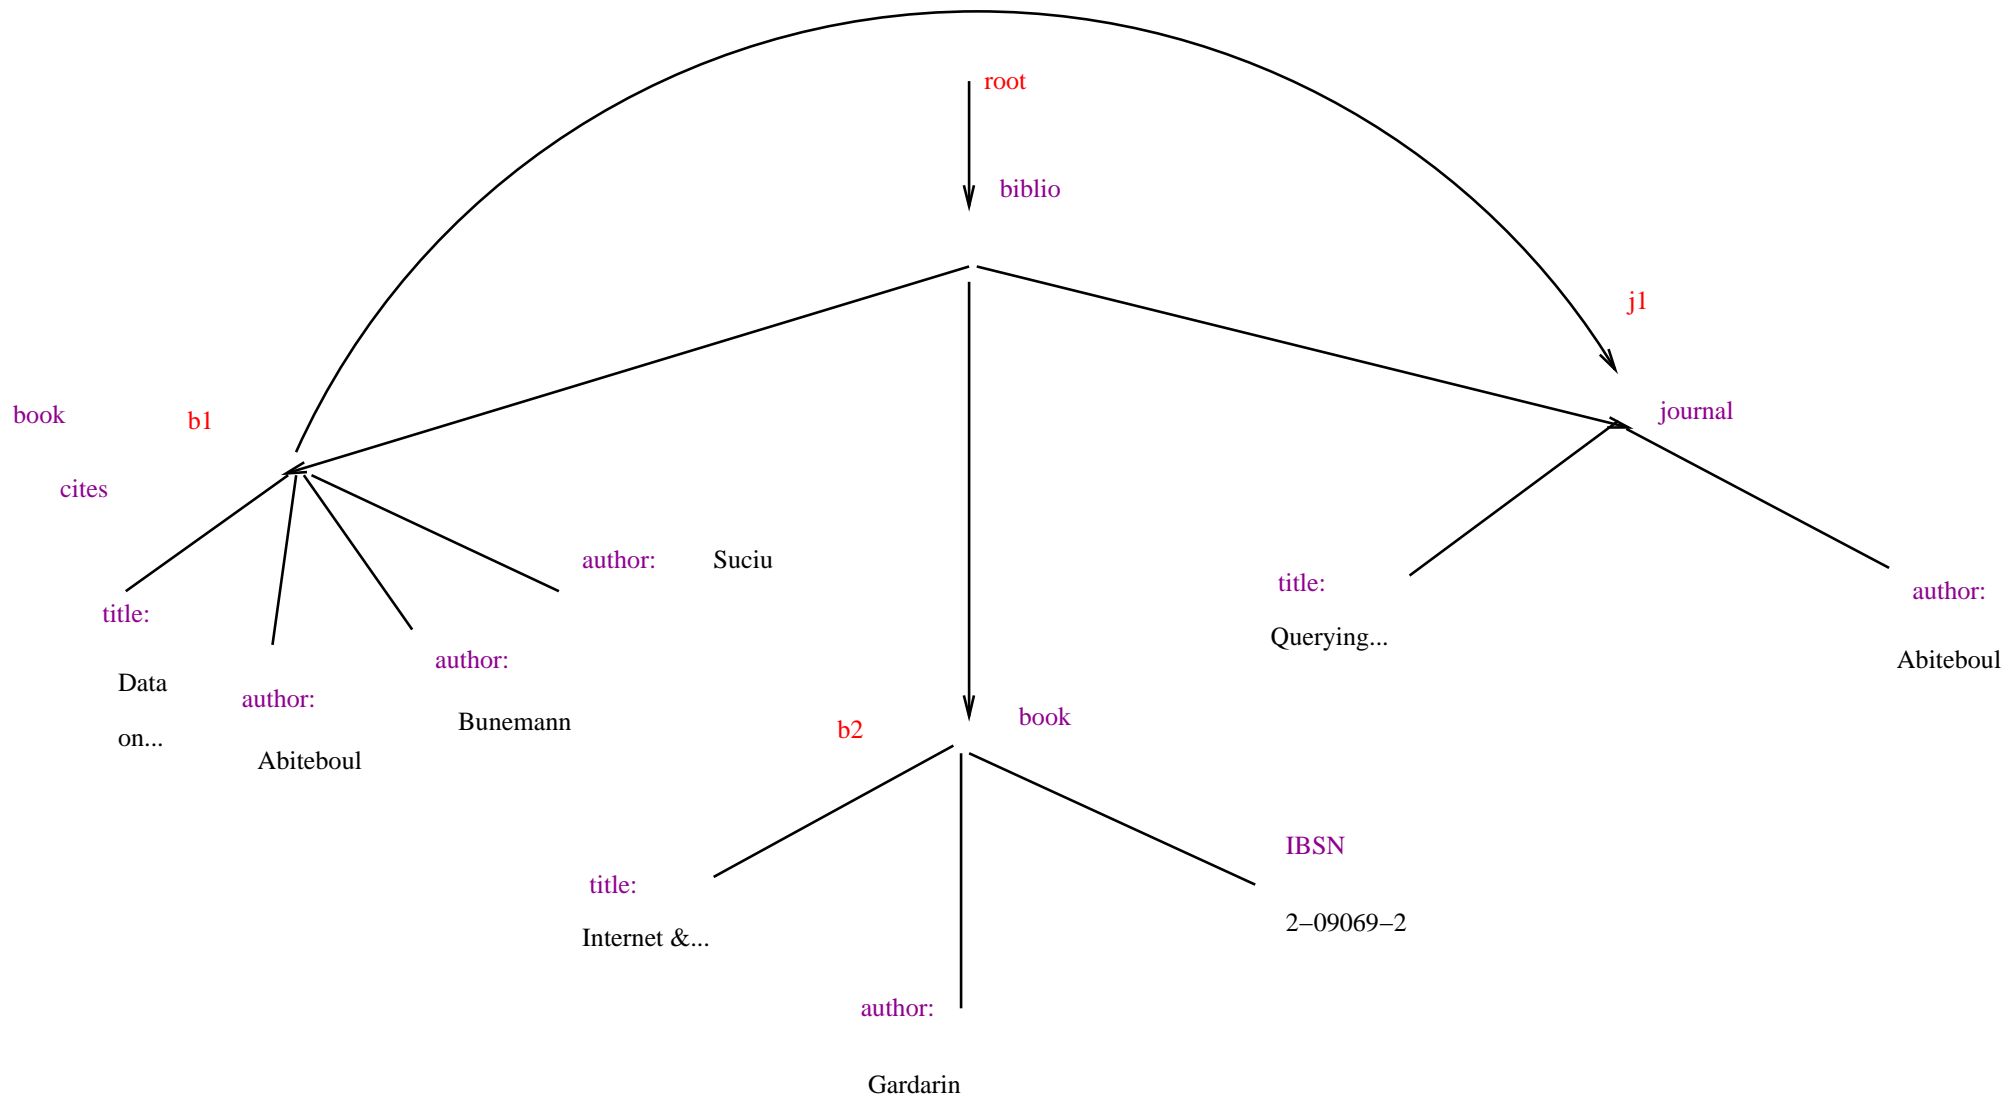 root
biblio
j1
book
b1
journal
cites
author: Suciu
title:
Data
on...
author:
Abiteboul
author:
Bunemann
title:
Querying...
author:
Abiteboul
b2
book
title:
Internet &...
author:
Gardarin
IBSN
2–09069–2